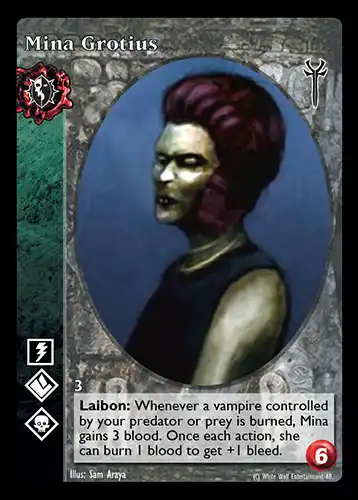 Mina Grotius
3
Laibon: Whenever a vampire controlled
by your predator or prey is burned, Mina
gains 3 blood. Once each action, she
can burn 1 blood to get +1 bleed.
6
Illus: Sam Araya
(C) White Wolf Entertainment AB